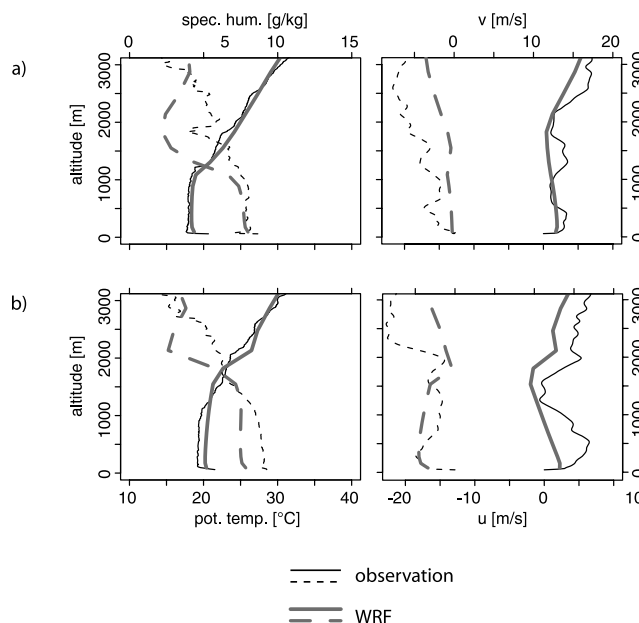 spec. hum. [g/kg] v [m/s]
0 5 10 15 -20 -10 0 10 20
a)
altitude [m]
3000
2000
1000
0
3000
2000
1000
0
b)
altitude [m]
3000
2000
1000
0
3000
2000
1000
0
10 20 30 40 -20 -10 0 10
pot. temp. [°C] u [m/s]
observation
WRF